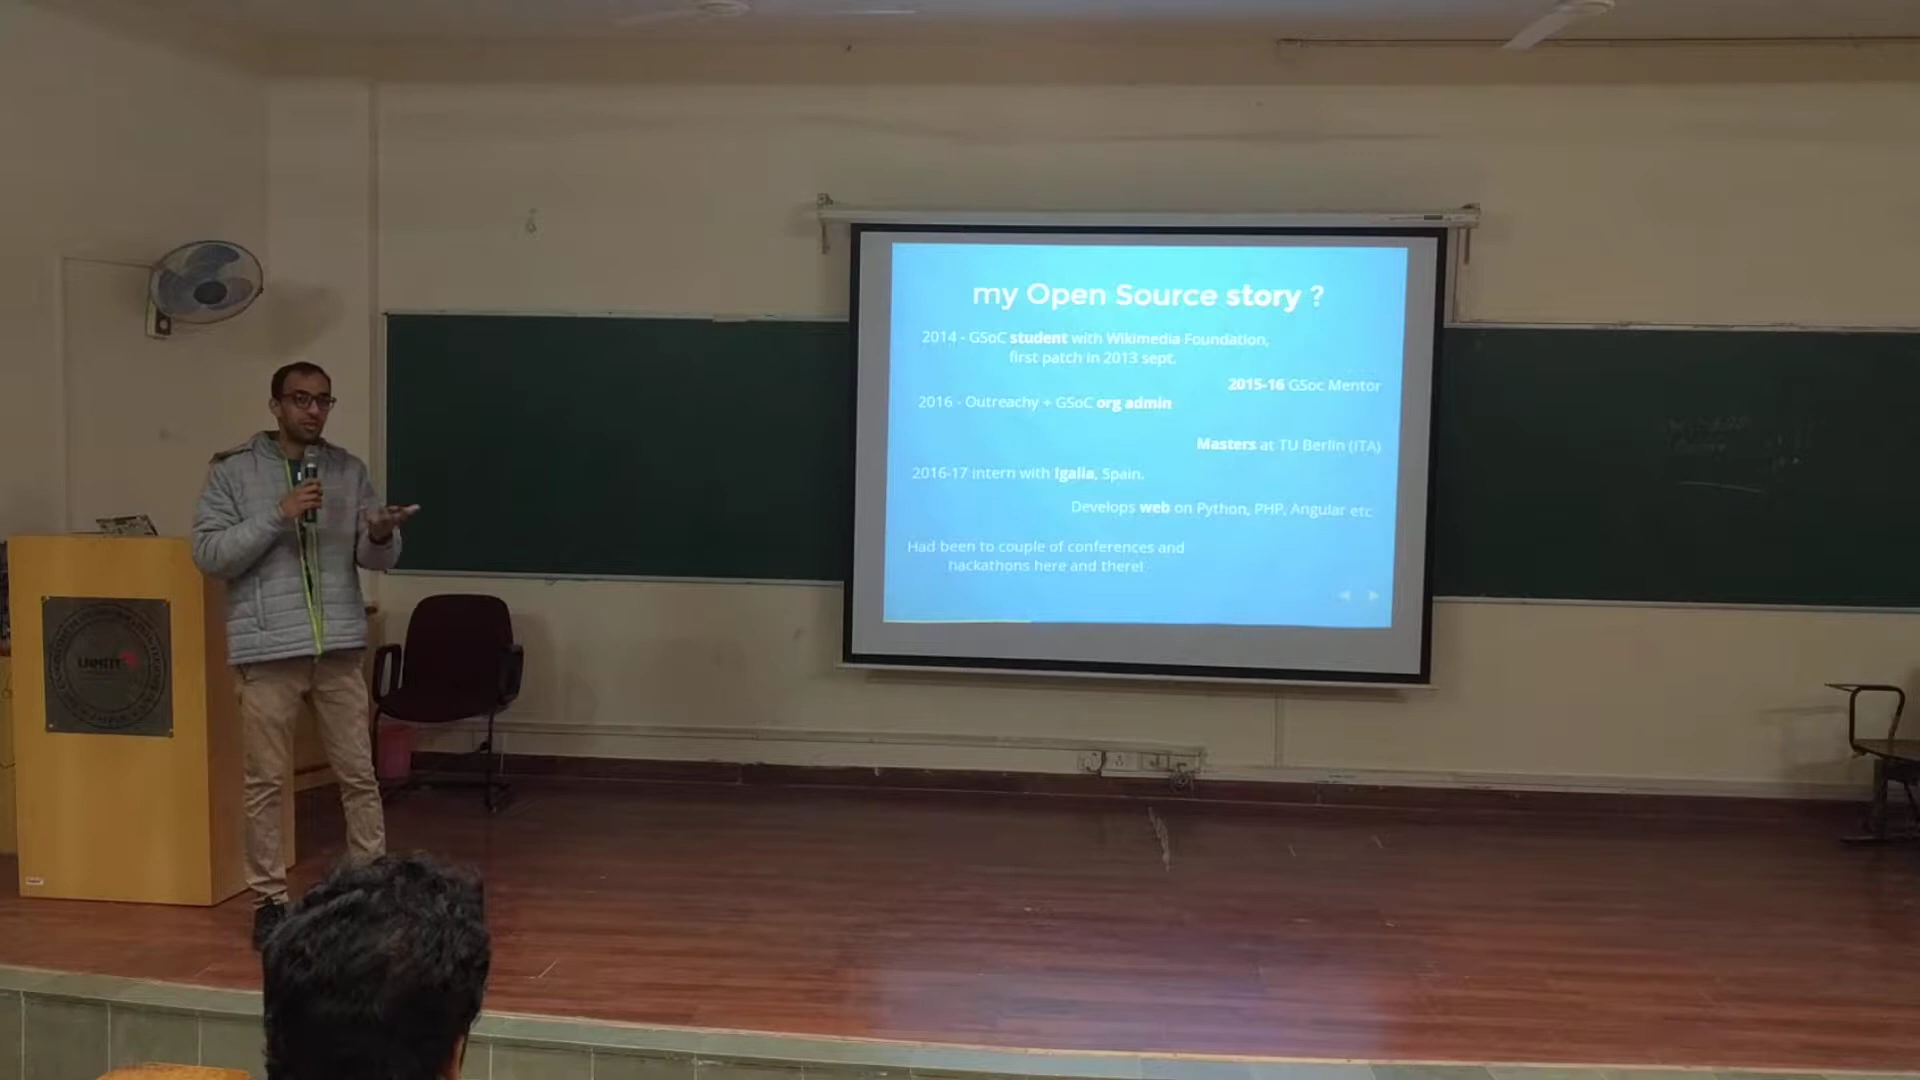 my Open Source story ?
2014 - GSoC student with Wikimedia Foundation,
first patch in 2013 sept.
2015-16 GSoc Mentor
2016 - Outreachy + GSoC org admin
Masters at TU Berlin (ITA)
2016-17 intern with Igalia, Spain.
Develops web on Python, PHP, Angular etc
Had been to couple of conferences and
hackathons here and there!
LNMIIT